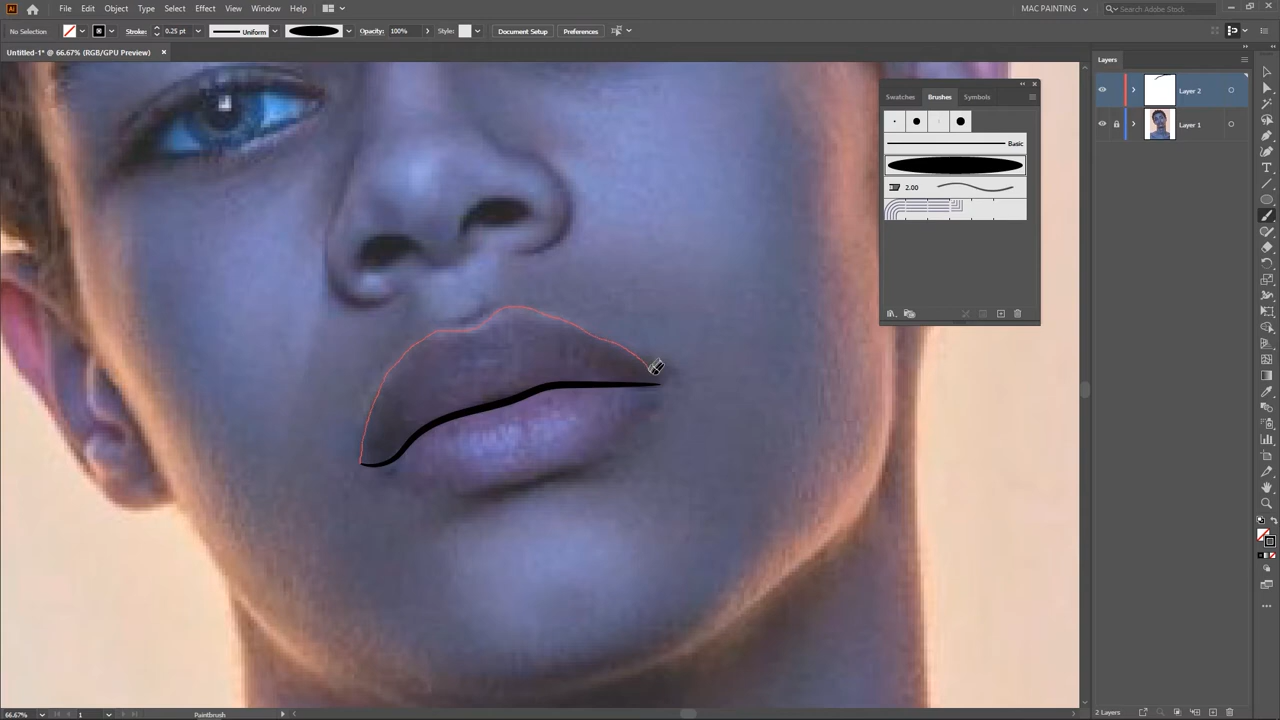 Ai File Edit Object Type Select Effect View Window Help MAC PAINTING Search Adobe Stock
No Selection Stroke: 0.25 pt Uniform Opacity: 100% Style: Document Setup Preferences
Untitled-1* @ 66.67% (RGB/GPU Preview) ×
Layers
Layer 2
Layer 1
Swatches Brushes Symbols
Basic
2.00
66.67% 1 Paintbrush
2 Layers